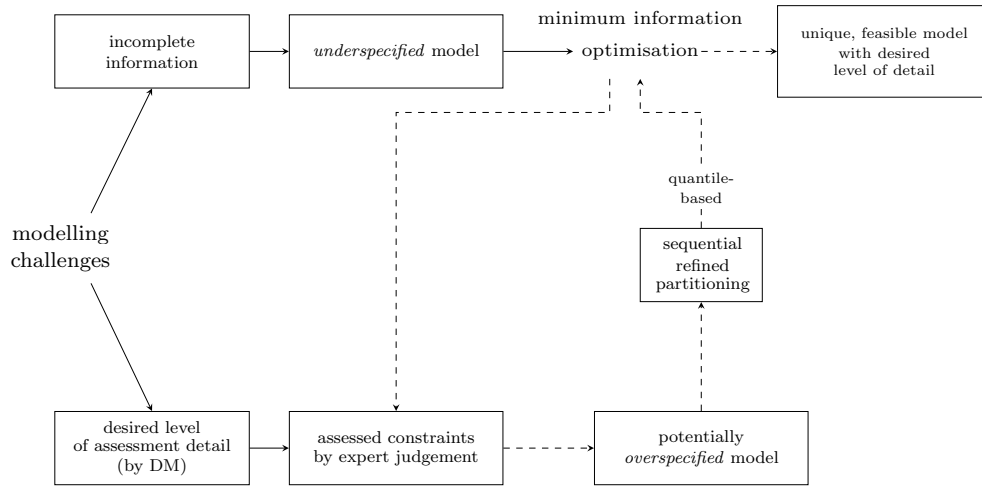 incomplete
information
underspecified model
minimum information
optimisation
unique, feasible model
with desired
level of detail
quantile-
based
modelling
challenges
sequential
refined
partitioning
desired level
of assessment detail
(by DM)
assessed constraints
by expert judgement
potentially
overspecified model